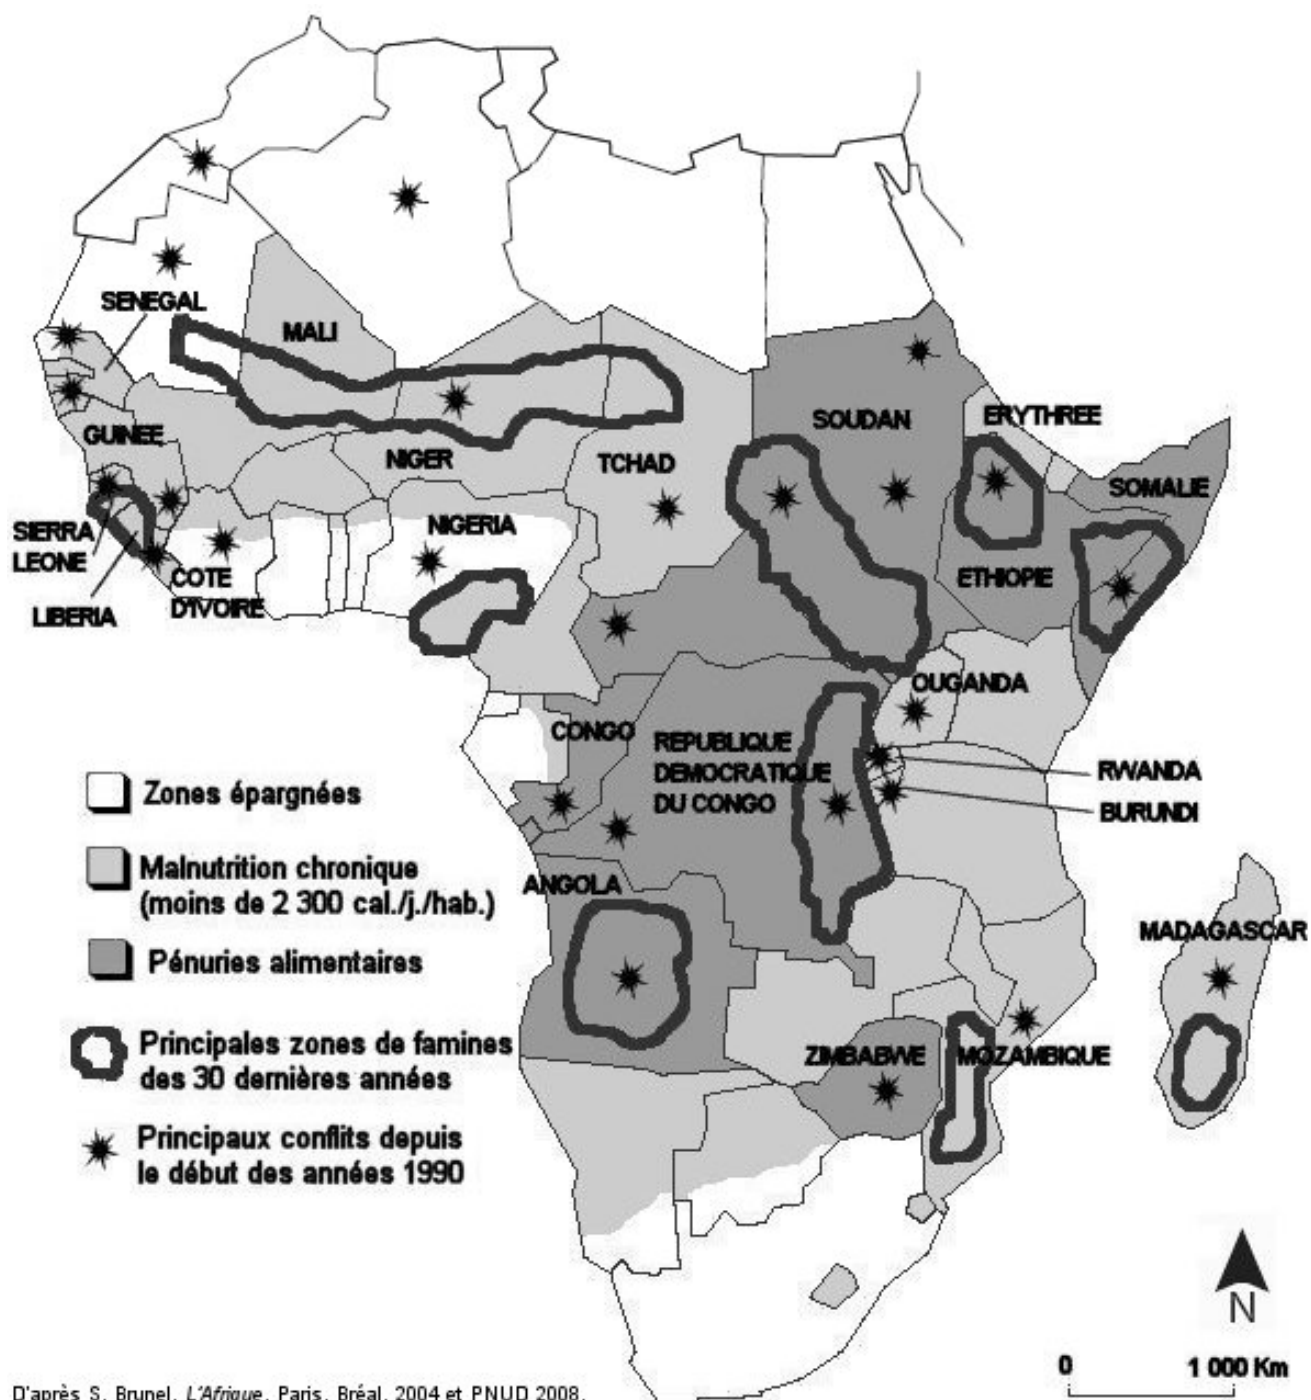 SENEGAL
MALI
GUINEE
NIGER
TCHAD
SOUDAN
ERYTHREE
SOMALIE
NIGERIA
SIERRA
LEONE
COTE
D'IVOIRE
LIBERIA
ETHIOPIE
OUGANDA
CONGO
REPUBLIQUE
DEMOCRATIQUE
DU CONGO
RWANDA
BURUNDI
ANGOLA
MADAGASCAR
ZIMBABWE
MOZAMBIQUE
Zones épargnées
Malnutrition chronique
(moins de 2 300 cal./j./hab.)
Pénuries alimentaires
Principales zones de famines
des 30 dernières années
Principaux conflits depuis
le début des années 1990
N
0 1 000 Km
D'après S. Brunel, L'Afrique, Paris, Bréal, 2004 et PNUD 2008.